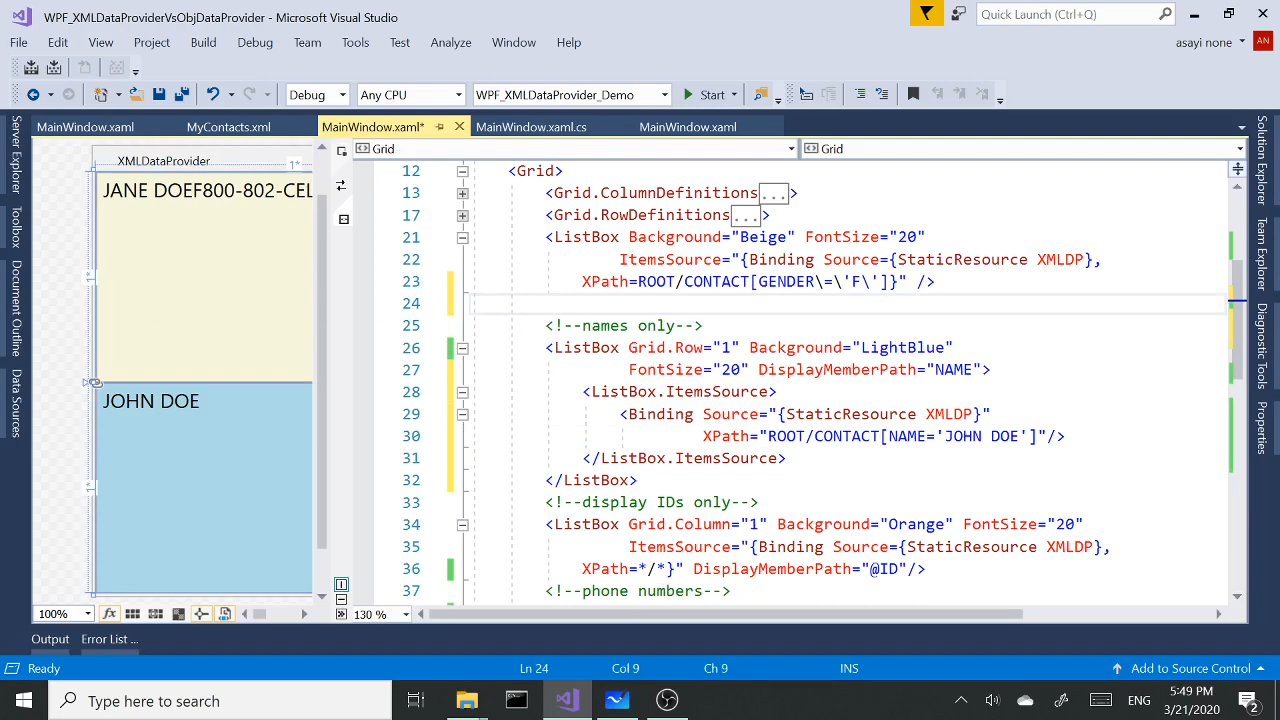 WPF_XMLDataProviderVsObjDataProvider - Microsoft Visual Studio
Quick Launch (Ctrl+Q)
File Edit View Project Build Debug Team Tools Test Analyze Window Help
asayi none AN
Debug Any CPU WPF_XMLDataProvider_Demo Start
MainWindow.xaml MyContacts.xml MainWindow.xaml* MainWindow.xaml.cs MainWindow.xaml
Server Explorer
Toolbox
Document Outline
Data Sources
XMLDataProvider 1*
JANE DOEF800-802-CEL
1*
JOHN DOE
1*
Grid Grid
12 <Grid>
13 <Grid.ColumnDefinitions...>
17 <Grid.RowDefinitions...>
21 <ListBox Background="Beige" FontSize="20"
22 ItemsSource="{Binding Source={StaticResource XMLDP},
23 XPath=ROOT/CONTACT[GENDER\=\'F\']}" />
24
25 <!--names only-->
26 <ListBox Grid.Row="1" Background="LightBlue"
27 FontSize="20" DisplayMemberPath="NAME">
28 <ListBox.ItemsSource>
29 <Binding Source="{StaticResource XMLDP}"
30 XPath="ROOT/CONTACT[NAME='JOHN DOE']"/>
31 </ListBox.ItemsSource>
32 </ListBox>
33 <!--display IDs only-->
34 <ListBox Grid.Column="1" Background="Orange" FontSize="20"
35 ItemsSource="{Binding Source={StaticResource XMLDP},
36 XPath=*/*}" DisplayMemberPath="@ID"/>
37 <!--phone numbers-->
Solution Explorer
Team Explorer
Hot Tools
Diagnostic Tools
Properties
100% fx 130 %
Output Error List ...
Ready Ln 24 Col 9 Ch 9 INS Add to Source Control
Type here to search
ENG
5:49 PM
3/21/2020
2